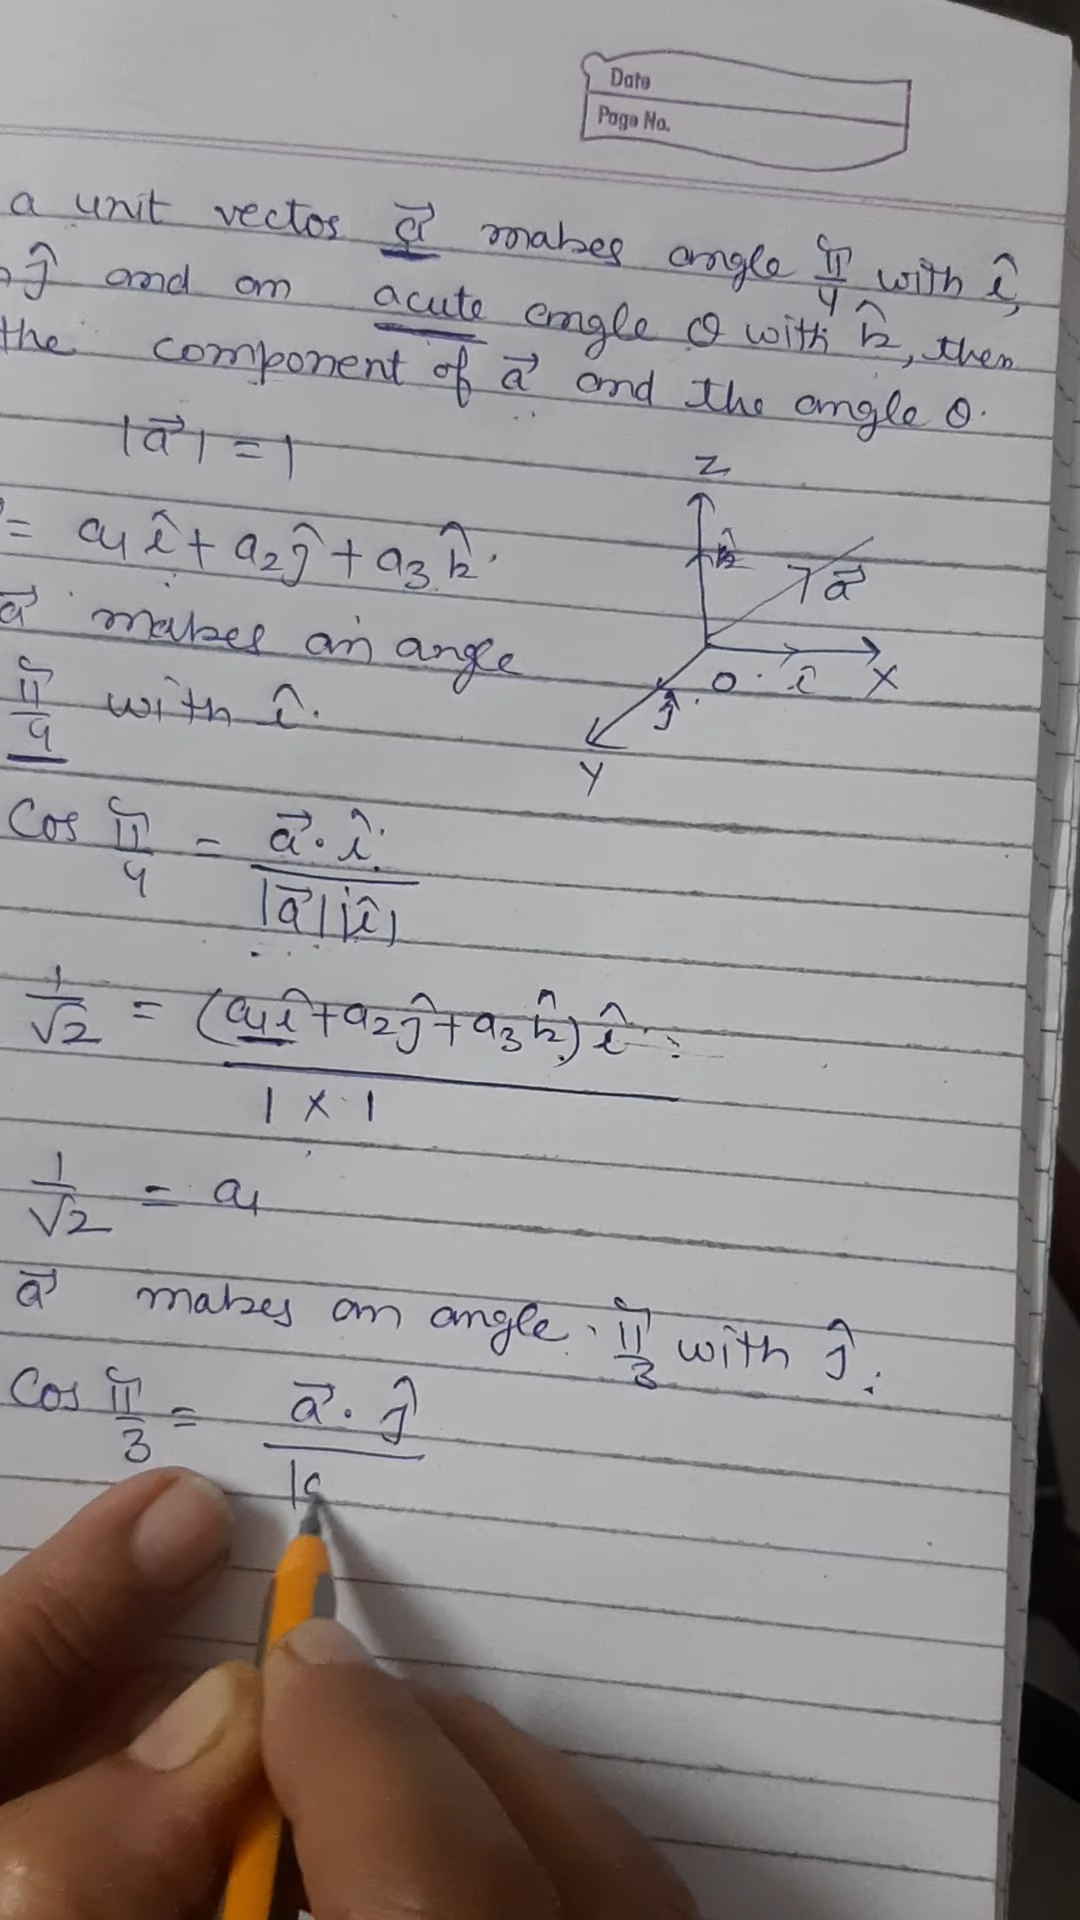 Date
Page No.
a unit vectos a⃗ makes angle π/4 with î,
ĵ and an acute angle θ with k̂, then
the component of a⃗ and the angle θ.
|a⃗| = 1
= a₁î + a₂ĵ + a₃k̂.
a⃗ makes an angle
π/4 with î.
Z
k̂
a⃗
O
î
X
ĵ
Y
Cos π/4 = a⃗ · î / |a⃗||î|
1/√2 = (a₁î + a₂ĵ + a₃k̂) î / 1 × 1
1/√2 = a₁
a⃗ makes an angle π/3 with ĵ.
Cos π/3 = a⃗ · ĵ